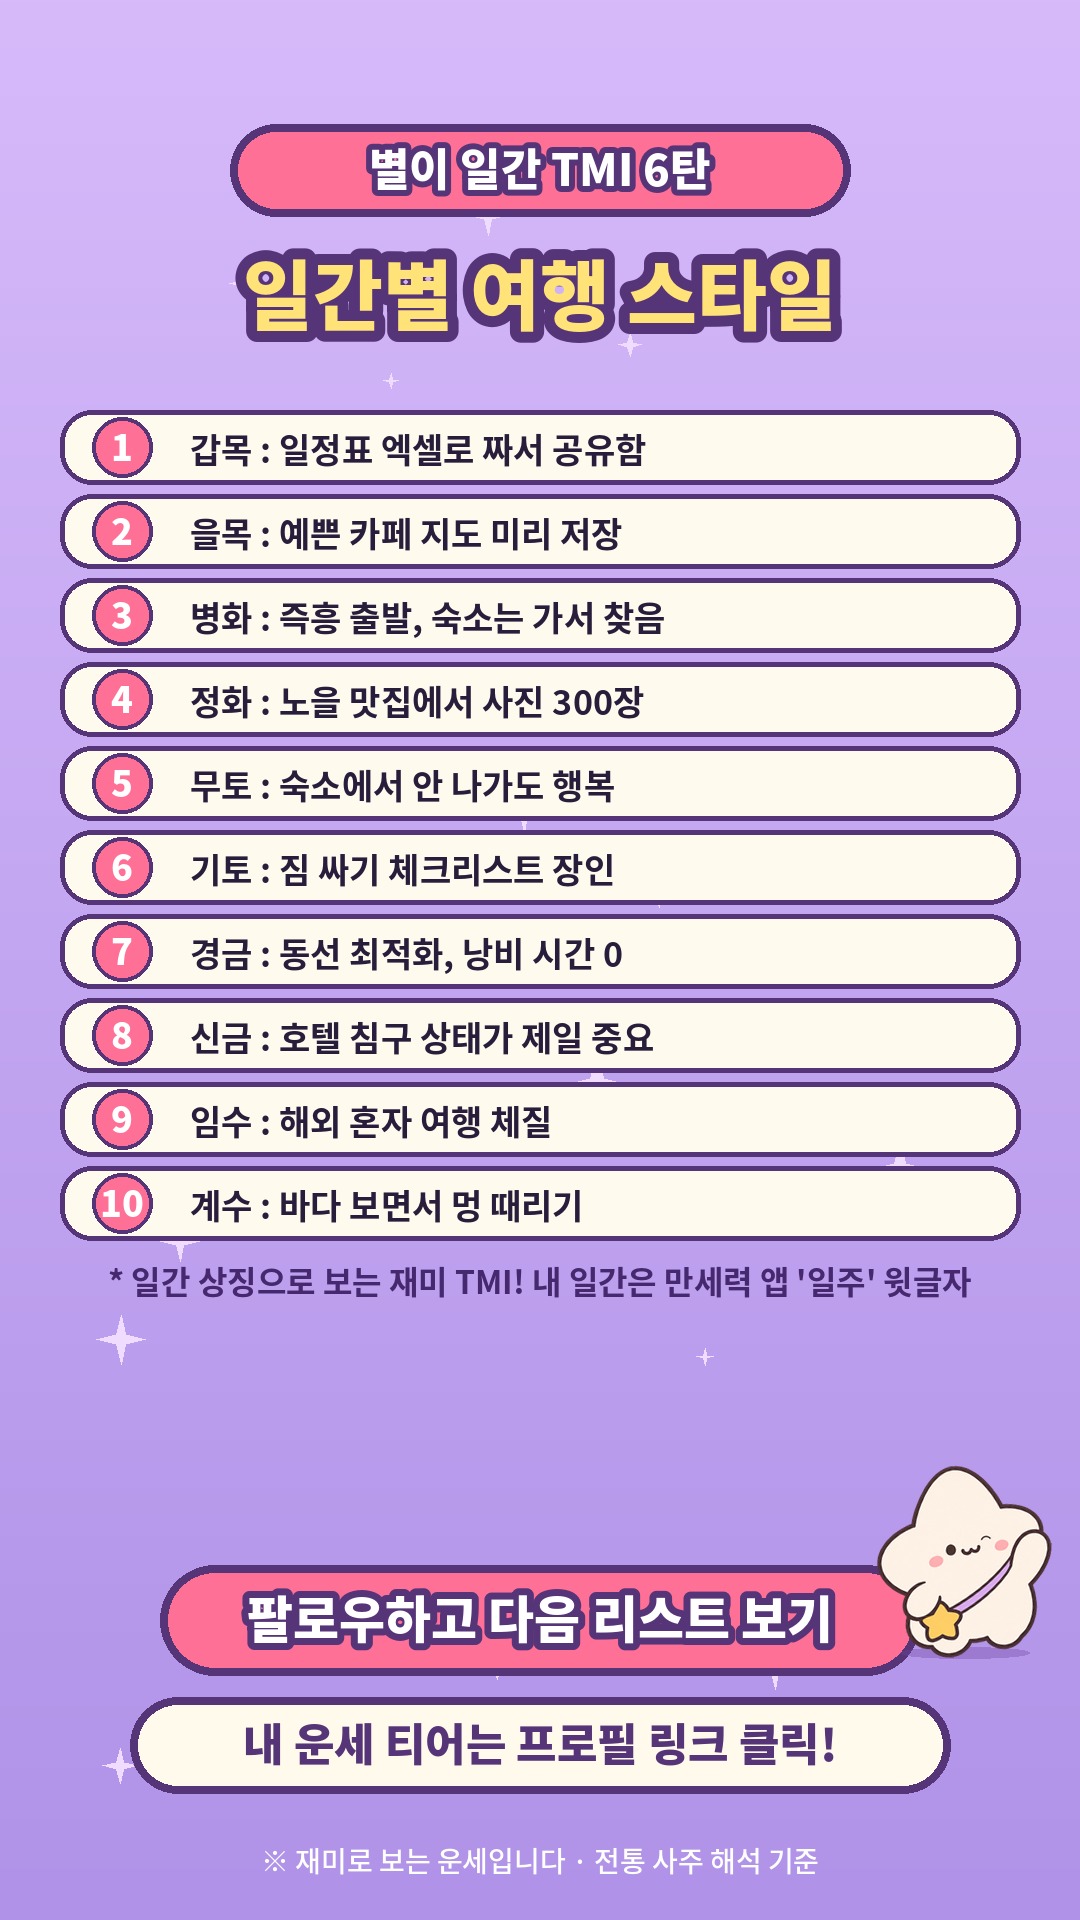 별이 일간 TMI 6탄
일간별 여행 스타일
1 갑목 : 일정표 엑셀로 짜서 공유함
2 을목 : 예쁜 카페 지도 미리 저장
3 병화 : 즉흥 출발, 숙소는 가서 찾음
4 정화 : 노을 맛집에서 사진 300장
5 무토 : 숙소에서 안 나가도 행복
6 기토 : 짐 싸기 체크리스트 장인
7 경금 : 동선 최적화, 낭비 시간 0
8 신금 : 호텔 침구 상태가 제일 중요
9 임수 : 해외 혼자 여행 체질
10 계수 : 바다 보면서 멍 때리기
* 일간 상징으로 보는 재미 TMI! 내 일간은 만세력 앱 '일주' 윗글자
팔로우하고 다음 리스트 보기
내 운세 티어는 프로필 링크 클릭!
※ 재미로 보는 운세입니다 · 전통 사주 해석 기준